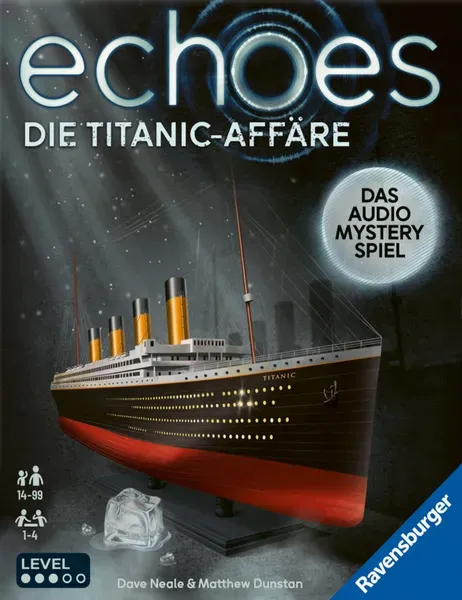 echoes
DIE TITANIC-AFFÄRE
DAS
AUDIO
MYSTERY
SPIEL
TITANIC
14-99
1-4
LEVEL
Dave Neale & Matthew Dunstan
Ravensburger